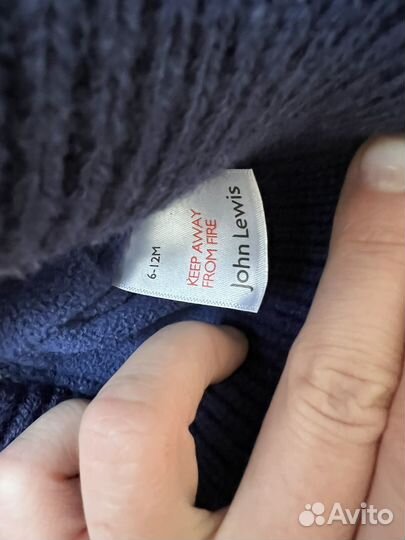 John Lewis
KEEP AWAY
FROM FIRE
6-12M
Avito